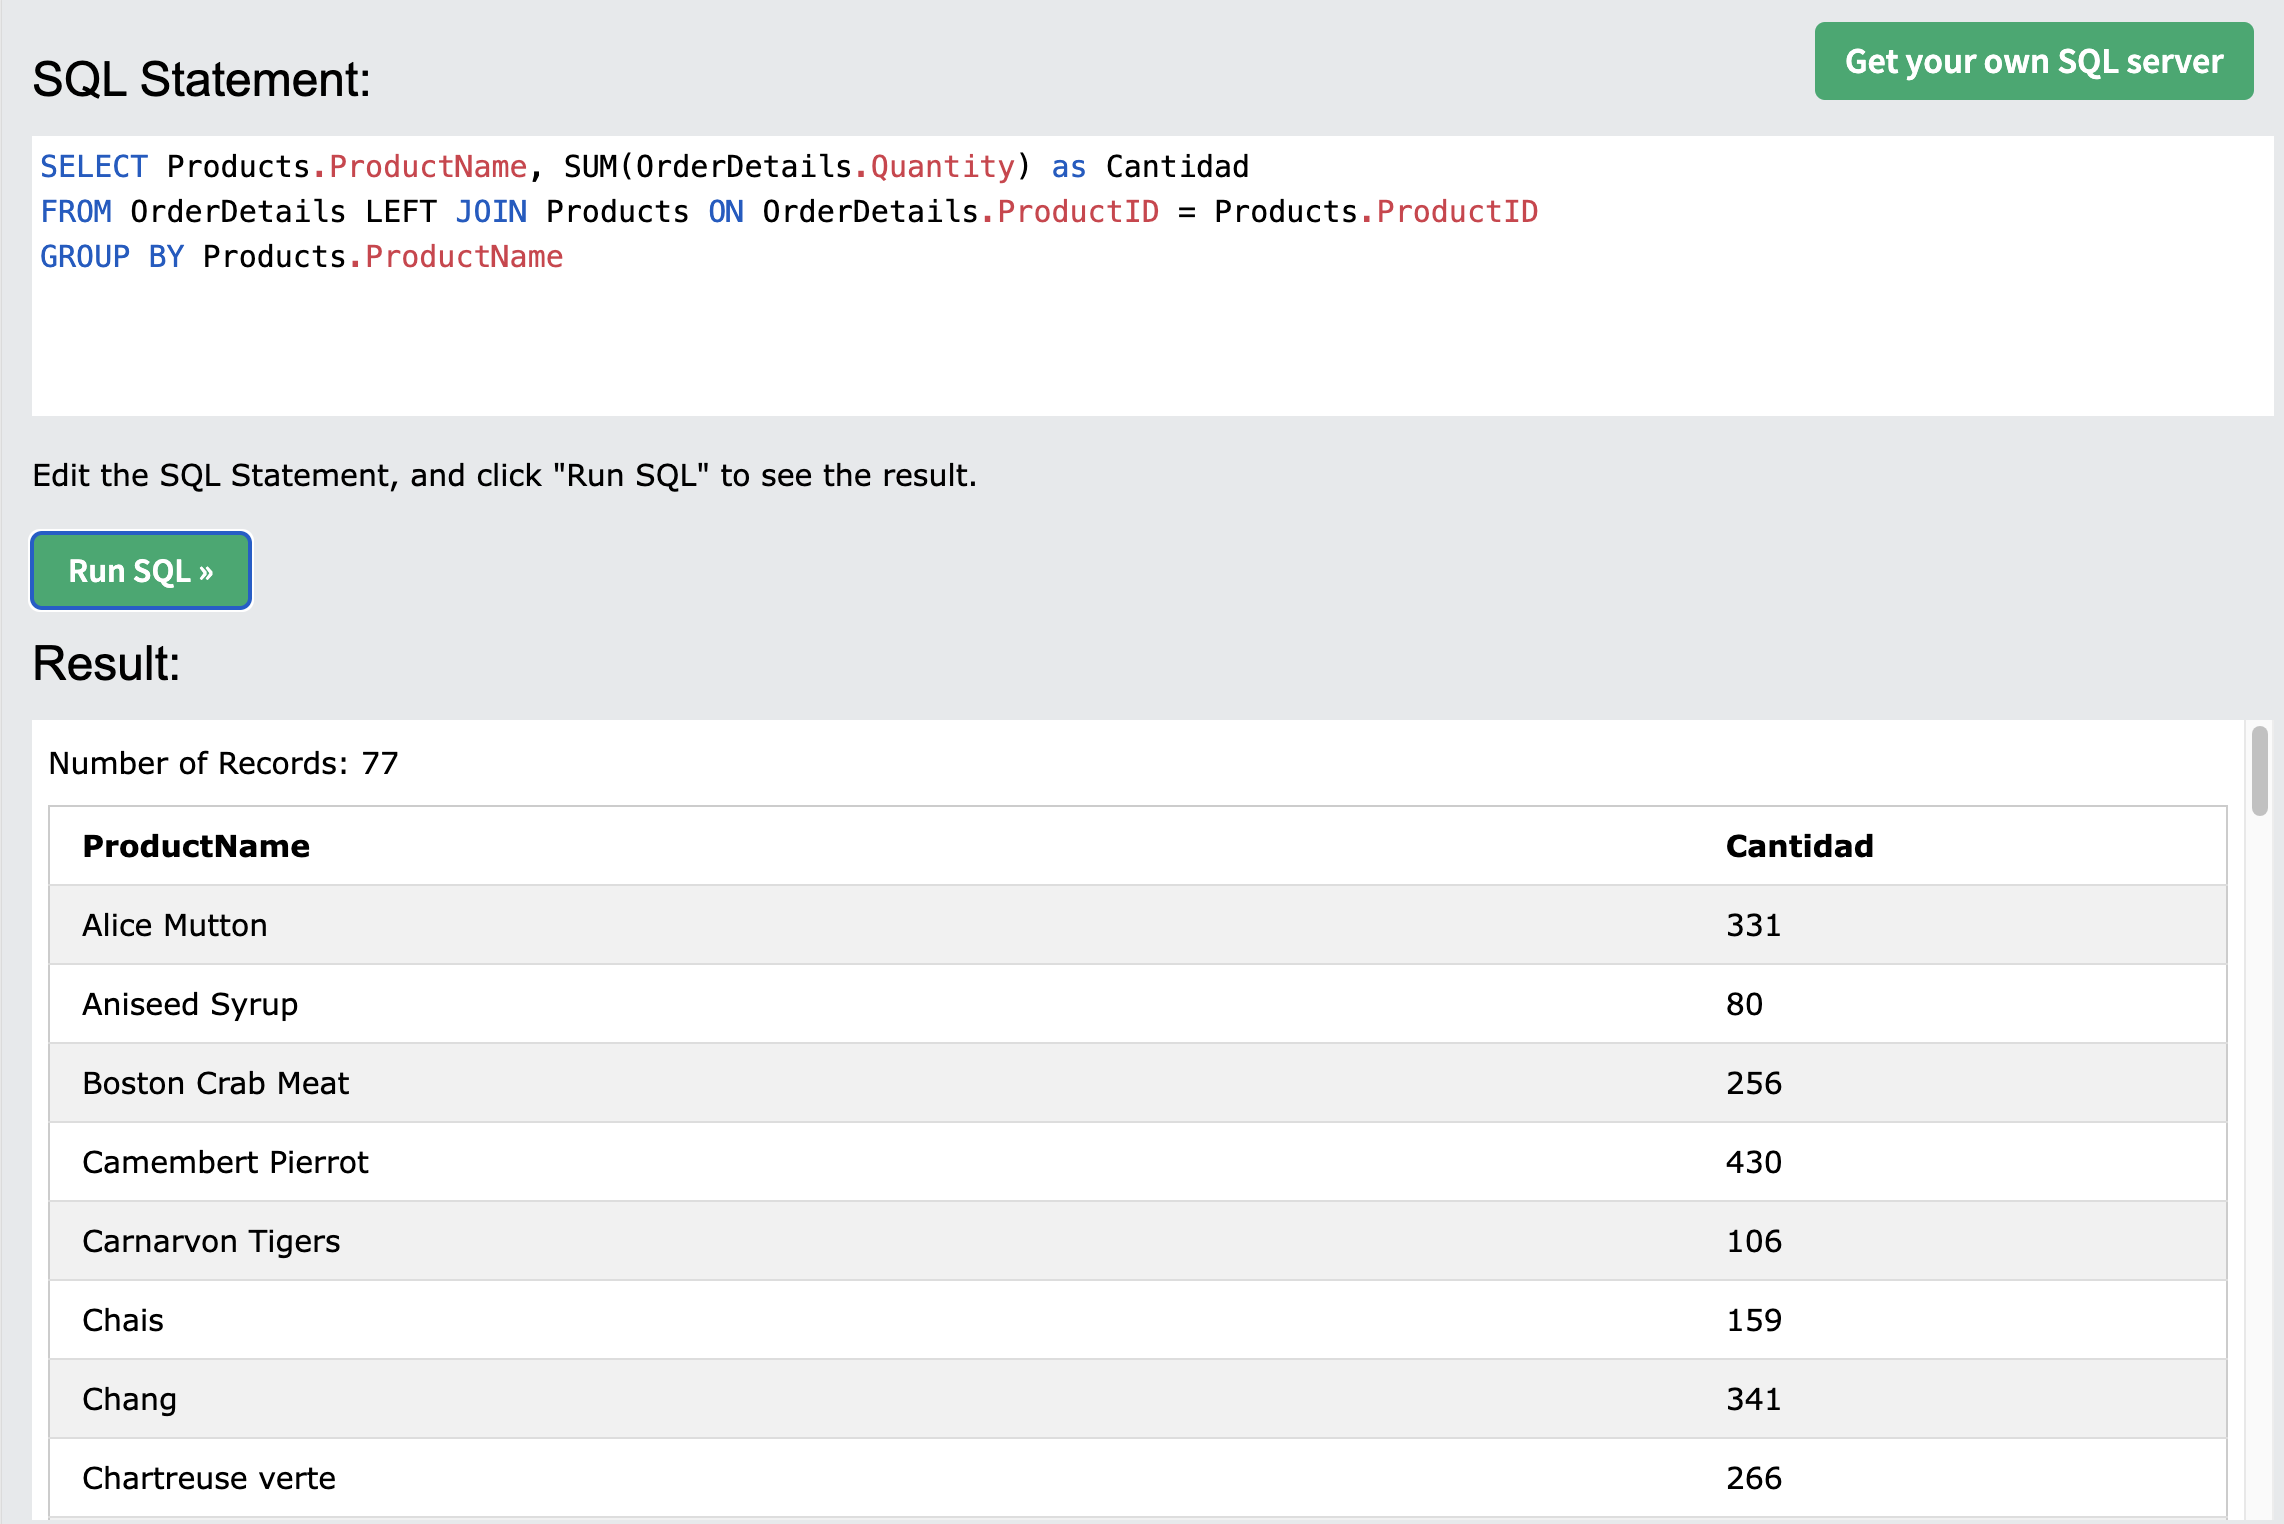 SQL Statement:
Get your own SQL server
SELECT Products.ProductName, SUM(OrderDetails.Quantity) as Cantidad
FROM OrderDetails LEFT JOIN Products ON OrderDetails.ProductID = Products.ProductID
GROUP BY Products.ProductName
Edit the SQL Statement, and click "Run SQL" to see the result.
Run SQL »
Result:
Number of Records: 77
ProductName Cantidad
Alice Mutton 331
Aniseed Syrup 80
Boston Crab Meat 256
Camembert Pierrot 430
Carnarvon Tigers 106
Chais 159
Chang 341
Chartreuse verte 266